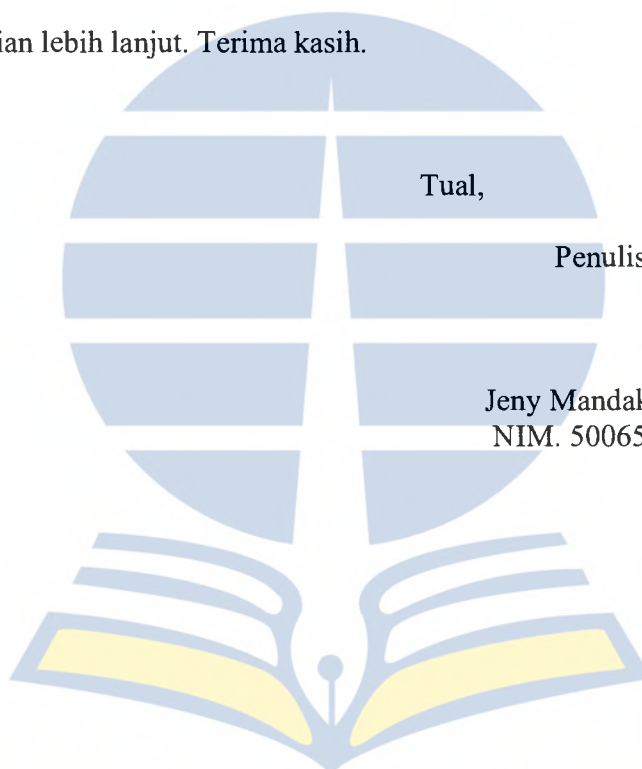 ian lebih lanjut. Terima kasih.
Tual,
Penulis
Jeny Mandak
NIM. 50065